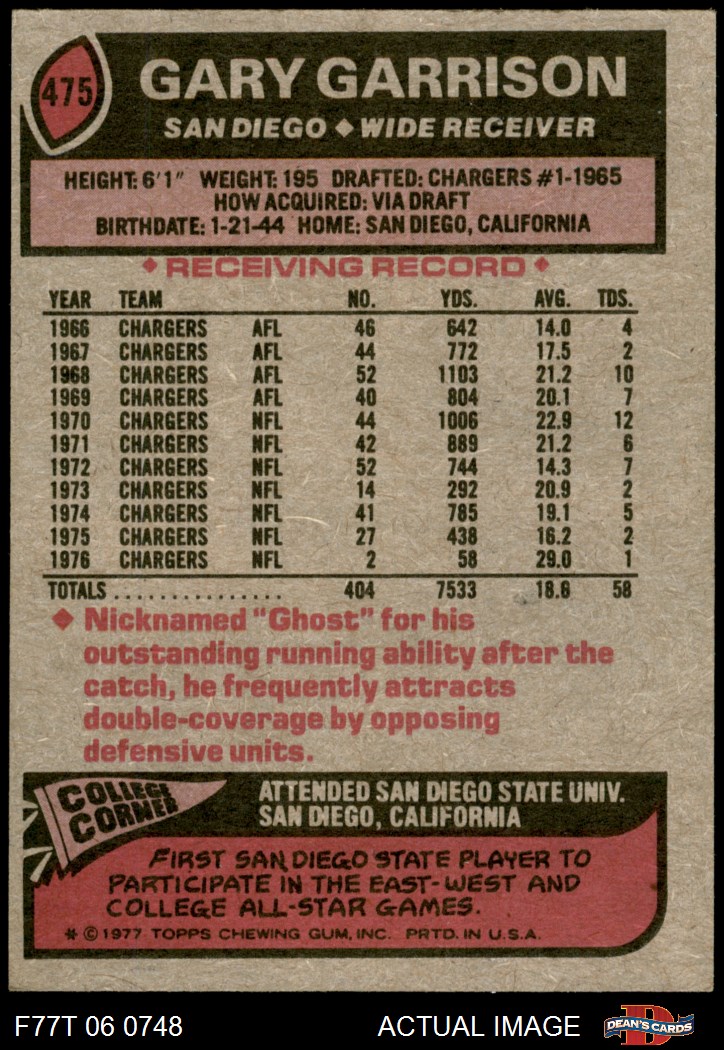 475
GARY GARRISON
SAN DIEGO ◆ WIDE RECEIVER
HEIGHT: 6'1" WEIGHT: 195 DRAFTED: CHARGERS #1-1965
HOW ACQUIRED: VIA DRAFT
BIRTHDATE: 1-21-44 HOME: SAN DIEGO, CALIFORNIA
◆ RECEIVING RECORD ◆
YEAR TEAM NO. YDS. AVG. TDS.
1966 CHARGERS AFL 46 642 14.0 4
1967 CHARGERS AFL 44 772 17.5 2
1968 CHARGERS AFL 52 1103 21.2 10
1969 CHARGERS AFL 40 804 20.1 7
1970 CHARGERS NFL 44 1006 22.9 12
1971 CHARGERS NFL 42 889 21.2 6
1972 CHARGERS NFL 52 744 14.3 7
1973 CHARGERS NFL 14 292 20.9 2
1974 CHARGERS NFL 41 785 19.1 5
1975 CHARGERS NFL 27 438 16.2 2
1976 CHARGERS NFL 2 58 29.0 1
TOTALS ............... 404 7533 18.6 58
◆ Nicknamed "Ghost" for his
outstanding running ability after the
catch, he frequently attracts
double-coverage by opposing
defensive units.
COLLEGE
CORNER
ATTENDED SAN DIEGO STATE UNIV.
SAN DIEGO, CALIFORNIA
FIRST SAN DIEGO STATE PLAYER TO
PARTICIPATE IN THE EAST-WEST AND
COLLEGE ALL-STAR GAMES.
* © 1977 TOPPS CHEWING GUM, INC. PRTD. IN U.S.A.
F77T 06 0748 ACTUAL IMAGE
D
DEAN'S CARDS